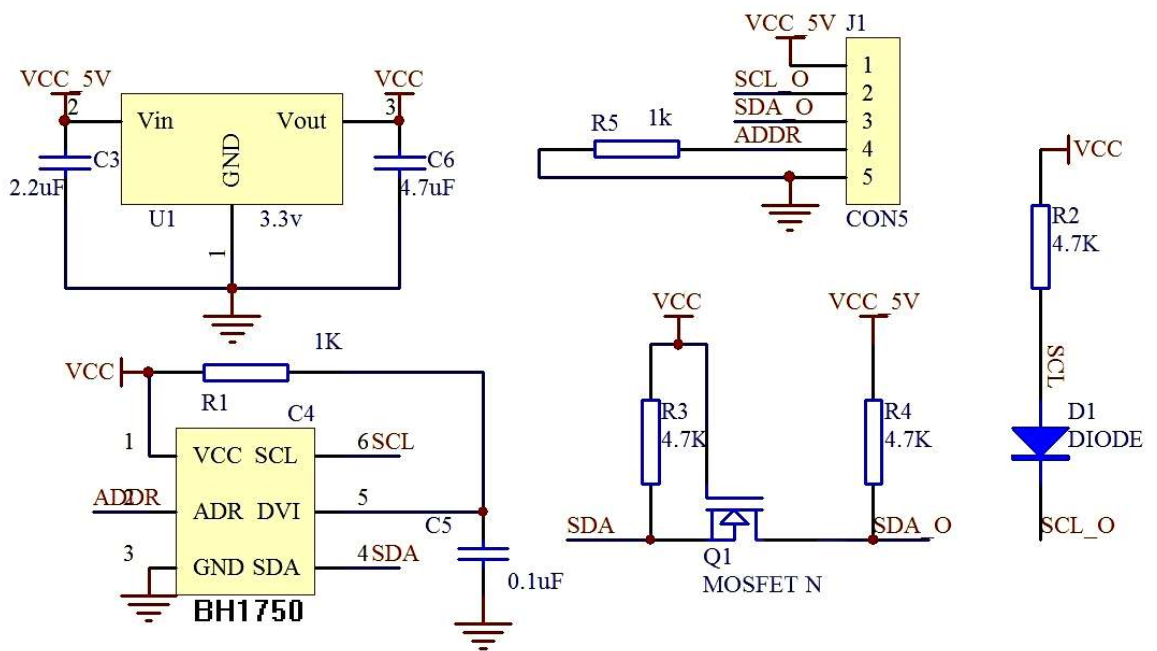 VCC_5V
VCC
2
3
Vin
Vout
GND
C3
2.2uF
C6
4.7uF
U1
3.3v
1
VCC_5V
J1
SCL_O
SDA_O
ADDR
R5
1k
1
2
3
4
5
CON5
VCC
R2
4.7K
SCL
D1
DIODE
SCL_O
VCC
1K
R1
C4
1
VCC SCL
6 SCL
ADDR
2
ADR DVI
5
3
GND SDA
4 SDA
BH1750
C5
0.1uF
VCC
VCC_5V
R3
4.7K
R4
4.7K
SDA
SDA_O
Q1
MOSFET N